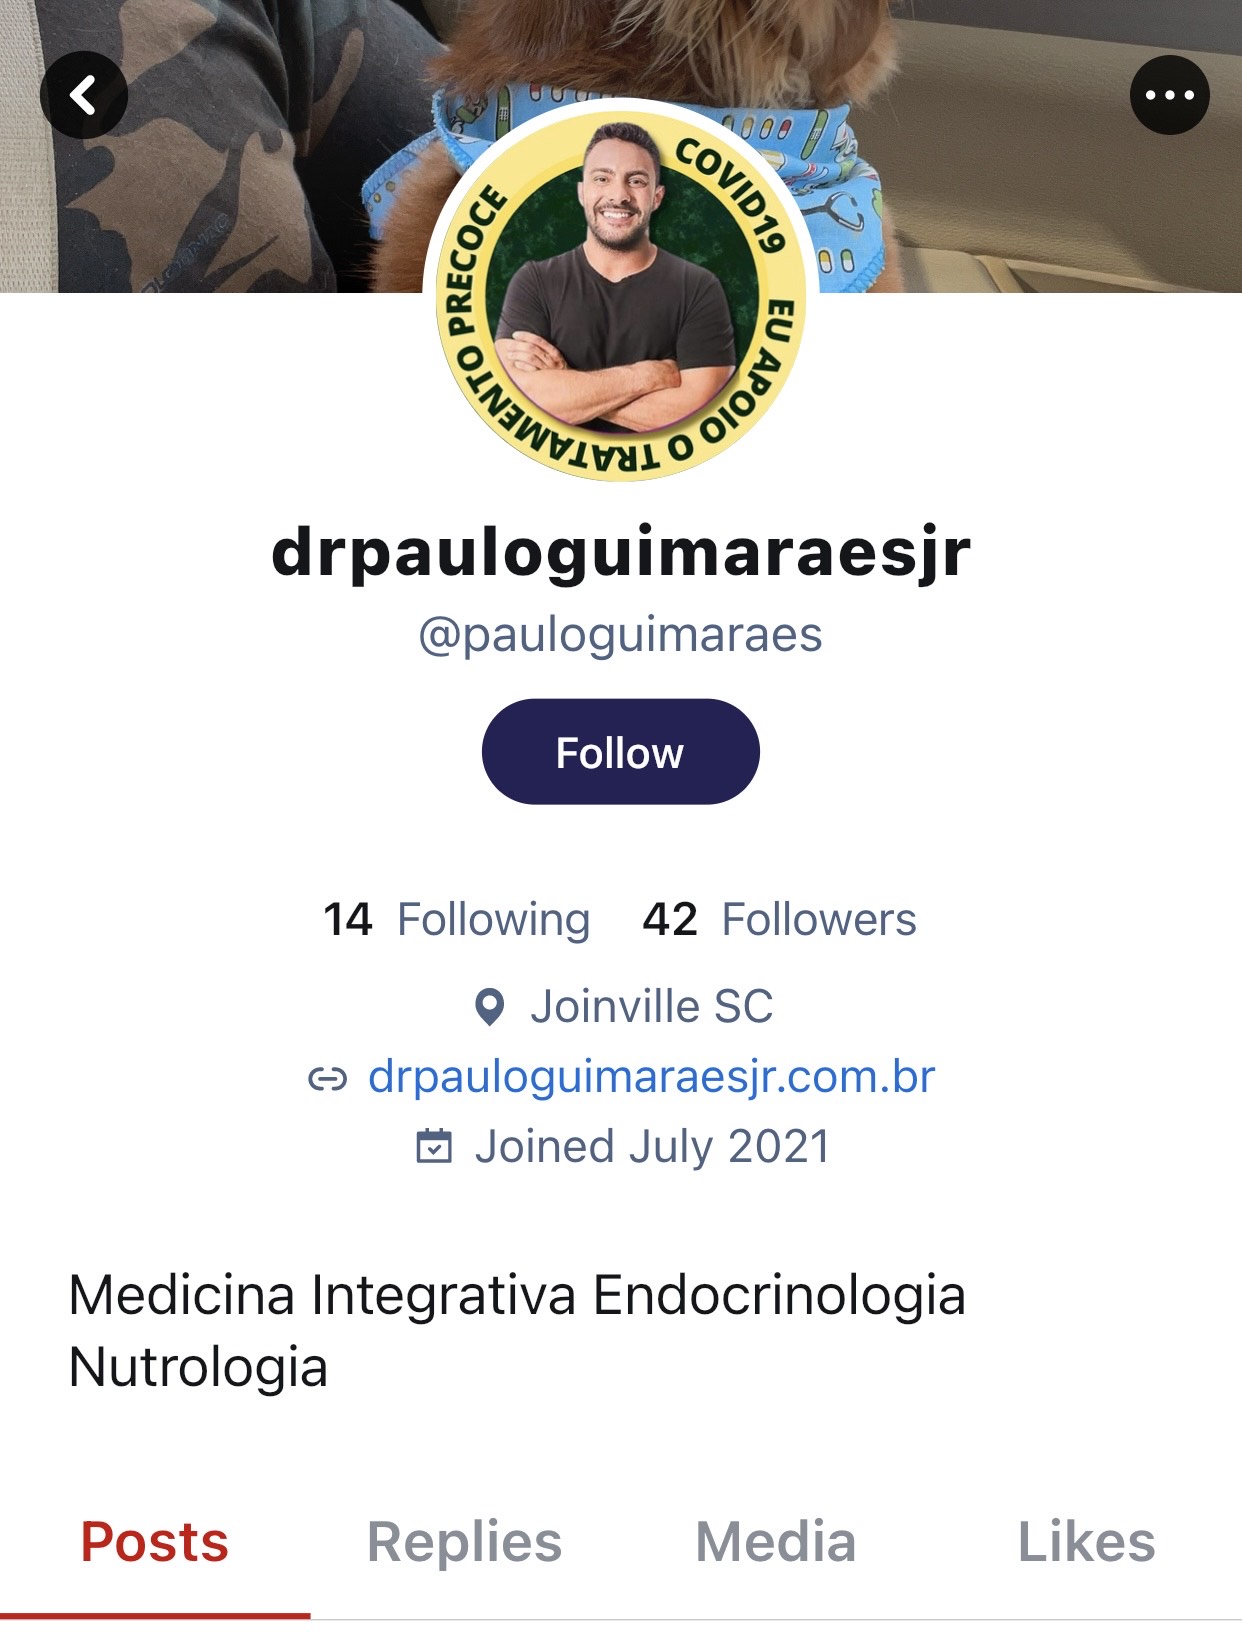 COVID19 EU APOIO O TRATAMENTO PRECOCE
drpauloguimaraesjr
@pauloguimaraes
Follow
14 Following 42 Followers
Joinville SC
drpauloguimaraesjr.com.br
Joined July 2021
Medicina Integrativa Endocrinologia
Nutrologia
Posts Replies Media Likes